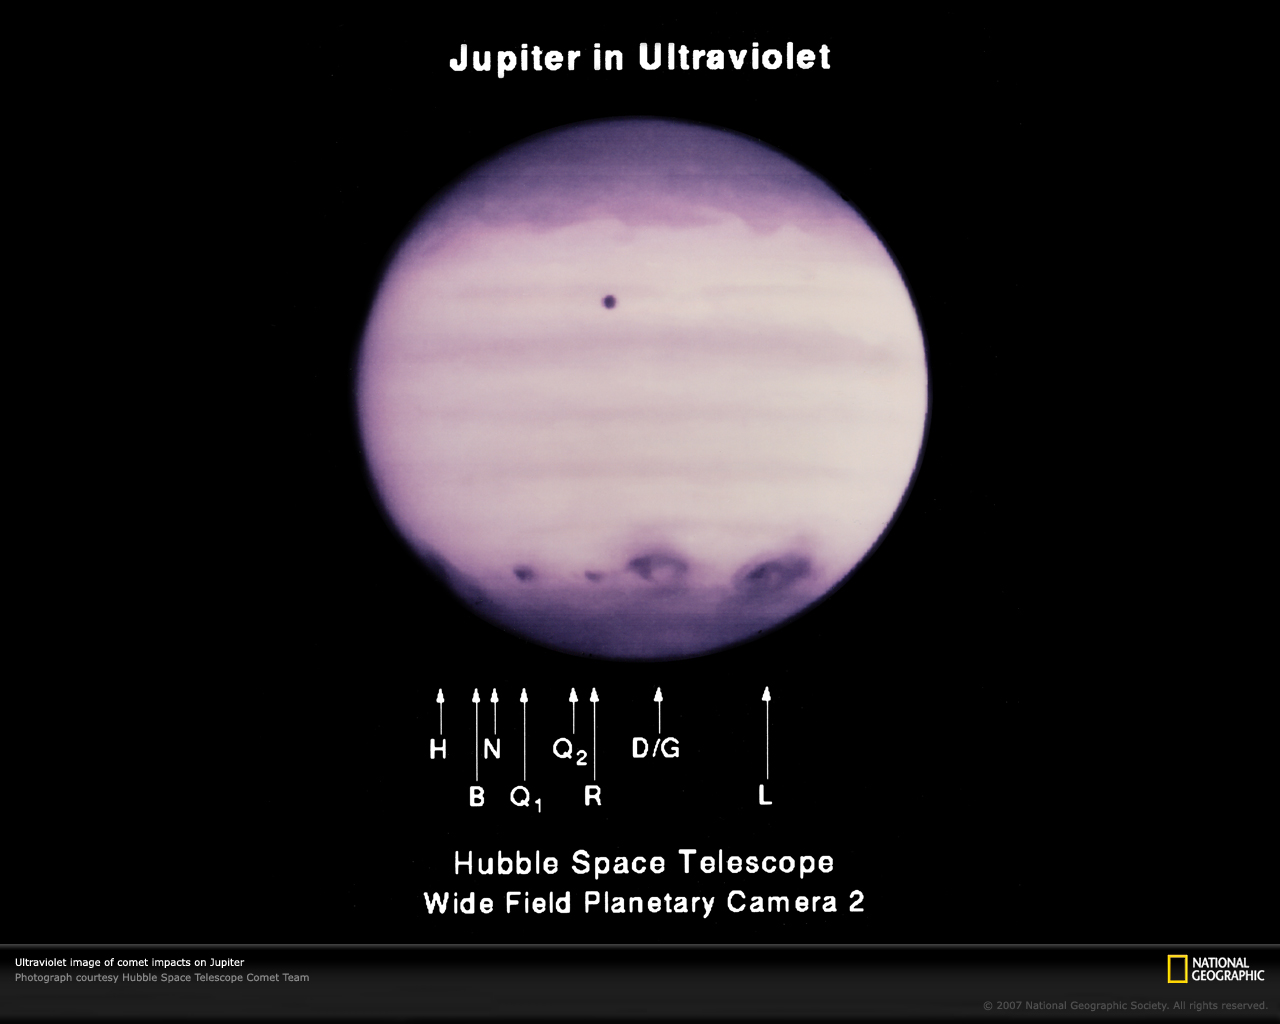 Jupiter in Ultraviolet
H B N Q1 Q2 R D/G L
Hubble Space Telescope
Wide Field Planetary Camera 2
Ultraviolet image of comet impacts on Jupiter
Photograph courtesy Hubble Space Telescope Comet Team
NATIONAL
GEOGRAPHIC
© 2007 National Geographic Society. All rights reserved.